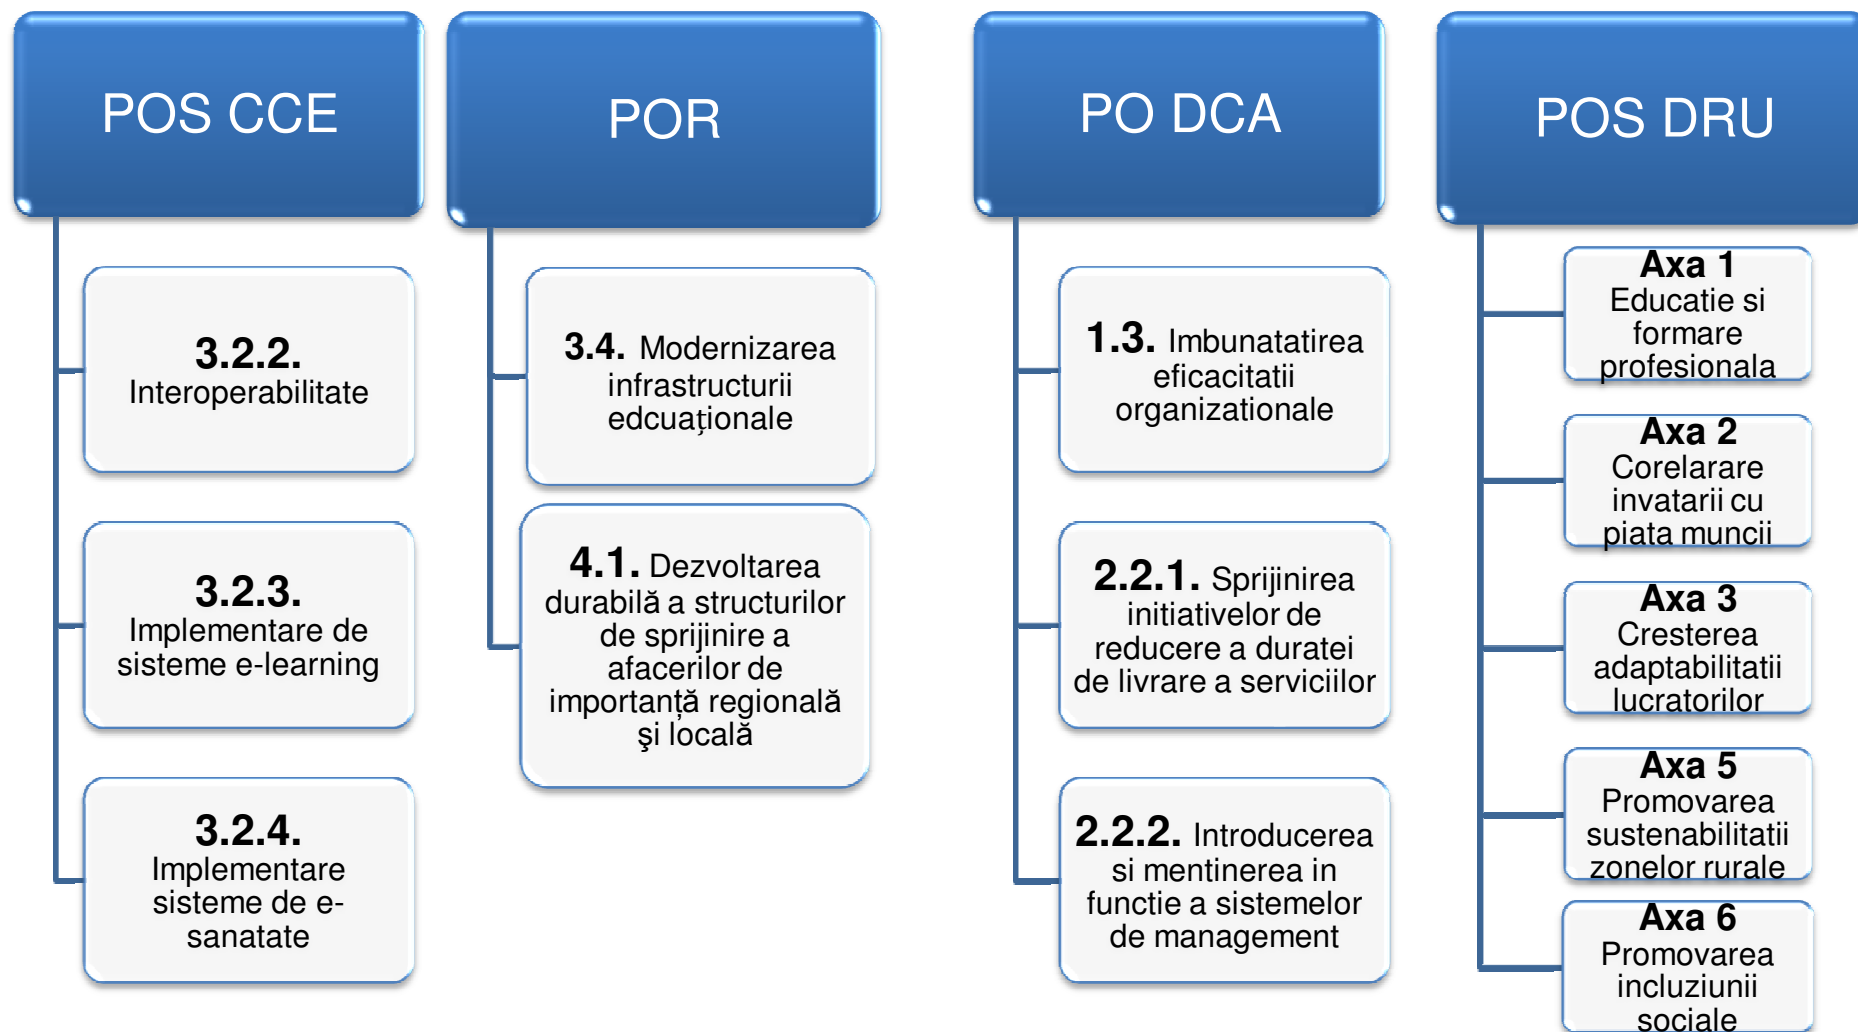 POS CCE
3.2.2.
Interoperabilitate
3.2.3.
Implementare de
sisteme e-learning
3.2.4.
Implementare
sisteme de e-
sanatate
POR
3.4. Modernizarea
infrastructurii
edcuaţionale
4.1. Dezvoltarea
durabilă a structurilor
de sprijinire a
afacerilor de
importanţă regională
şi locală
PO DCA
1.3. Imbunatatirea
eficacitatii
organizationale
2.2.1. Sprijinirea
initiativelor de
reducere a duratei
de livrare a serviciilor
2.2.2. Introducerea
si mentinerea in
functie a sistemelor
de management
POS DRU
Axa 1
Educatie si
formare
profesionala
Axa 2
Corelarare
invatarii cu
piata muncii
Axa 3
Cresterea
adaptabilitatii
lucratorilor
Axa 5
Promovarea
sustenabilitatii
zonelor rurale
Axa 6
Promovarea
incluziunii
sociale